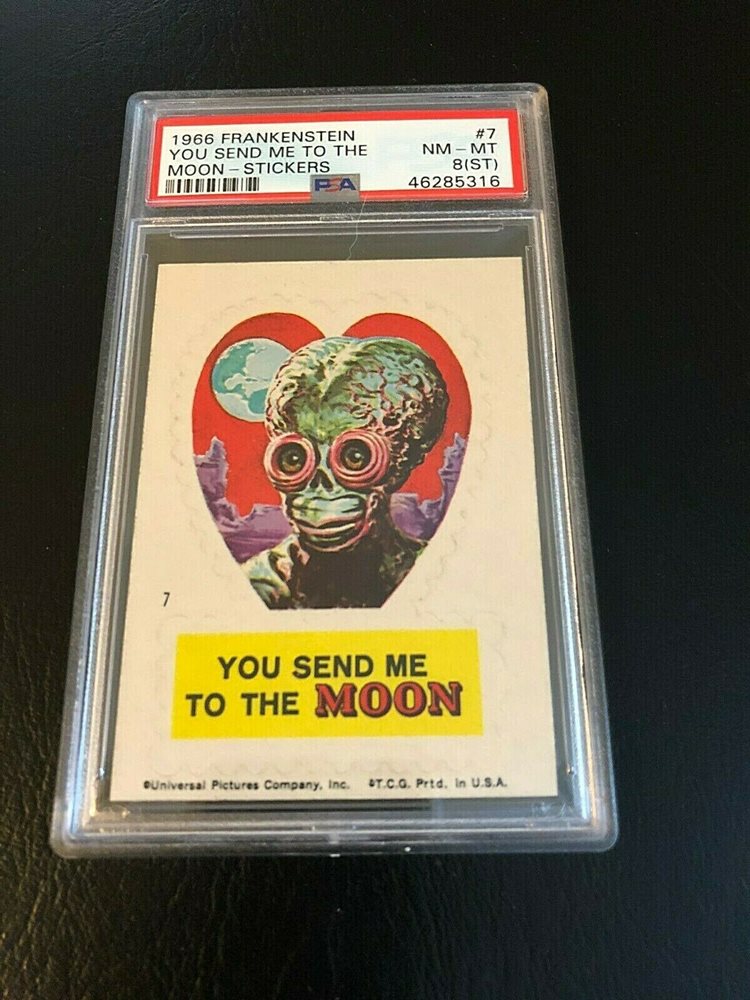 1966 FRANKENSTEIN #7
YOU SEND ME TO THE NM – MT
MOON – STICKERS 8(ST)
PSA 46285316
7
YOU SEND ME
TO THE MOON
©Universal Pictures Company, Inc. ©T.C.G. Prtd. in U.S.A.